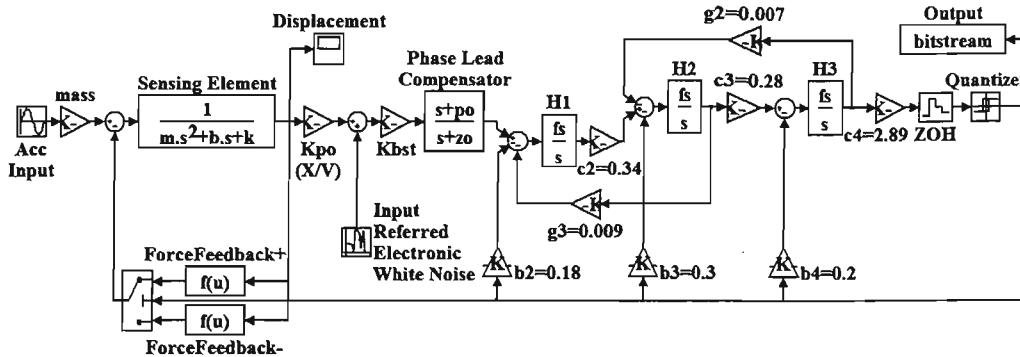 g2=0.007
Output
Displacement
bitstream
-K-
Phase Lead
Compensator
H2
c3=0.28
H3
Quantizer
Sensing Element
mass
H1
fs
s
fs
s
1
m.s²+b.s+k
s+po
s+zo
fs
s
Acc
Input
Kpo
(X/V)
Kbst
c2=0.34
c4=2.89
ZOH
-K-
g3=0.009
Input
Referred
Electronic
White Noise
ForceFeedback+
f(u)
K
b2=0.18
K
b3=0.3
K
b4=0.2
f(u)
ForceFeedback-